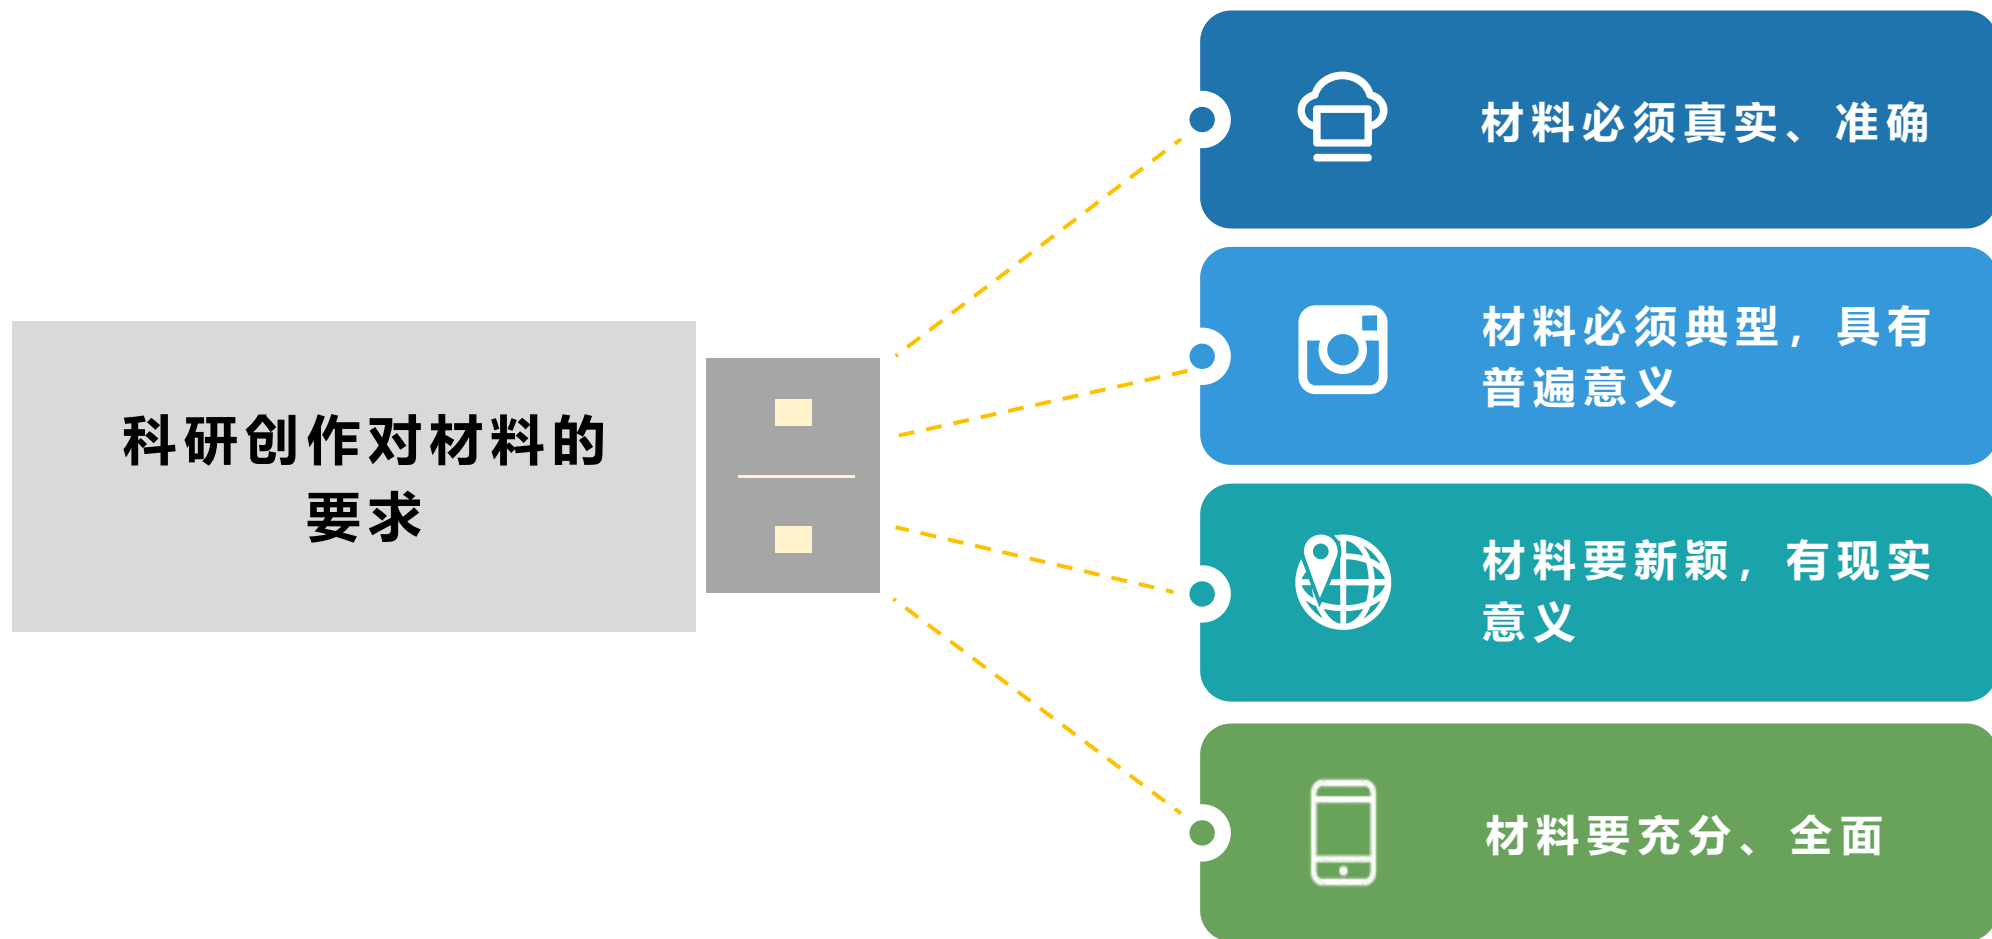 科研创作对材料的
要求
材料必须真实、准确
材料必须典型，具有
普遍意义
材料要新颖，有现实
意义
材料要充分、全面